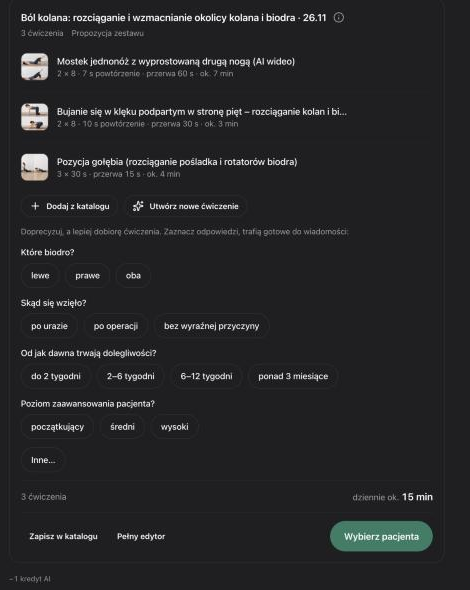 Ból kolana: rozciąganie i wzmacnianie okolicy kolana i biodra · 26.11
3 ćwiczenia Propozycja zestawu
Mostek jednonóż z wyprostowaną drugą nogą (AI wideo)
2 × 8 · 7 s powtórzenie · przerwa 60 s · ok. 7 min
Bujanie się w klęku podpartym w stronę pięt – rozciąganie kolan i bi...
2 × 8 · 10 s powtórzenie · przerwa 30 s · ok. 3 min
Pozycja gołębia (rozciąganie pośladka i rotatorów biodra)
3 × 30 s · przerwa 15 s · ok. 4 min
+ Dodaj z katalogu Utwórz nowe ćwiczenie
Doprecyzuj, a lepiej dobiorę ćwiczenia. Zaznacz odpowiedzi, trafią gotowe do wiadomości:
Które biodro?
lewe prawe oba
Skąd się wzięło?
po urazie po operacji bez wyraźnej przyczyny
Od jak dawna trwają dolegliwości?
do 2 tygodni 2–6 tygodni 6–12 tygodni ponad 3 miesiące
Poziom zaawansowania pacjenta?
początkujący średni wysoki
Inne...
3 ćwiczenia dziennie ok. 15 min
Zapisz w katalogu Pełny edytor Wybierz pacjenta
~1 kredyt AI